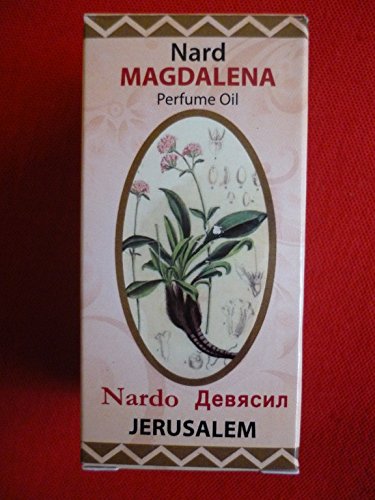 Nard
MAGDALENA
Perfume Oil
Nardo Девясил
JERUSALEM